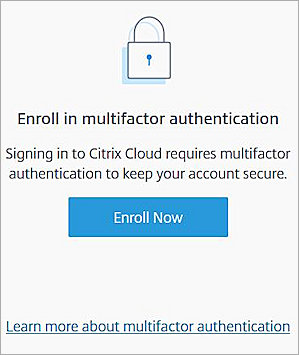 Enroll in multifactor authentication
Signing in to Citrix Cloud requires multifactor
authentication to keep your account secure.
Enroll Now
Learn more about multifactor authentication